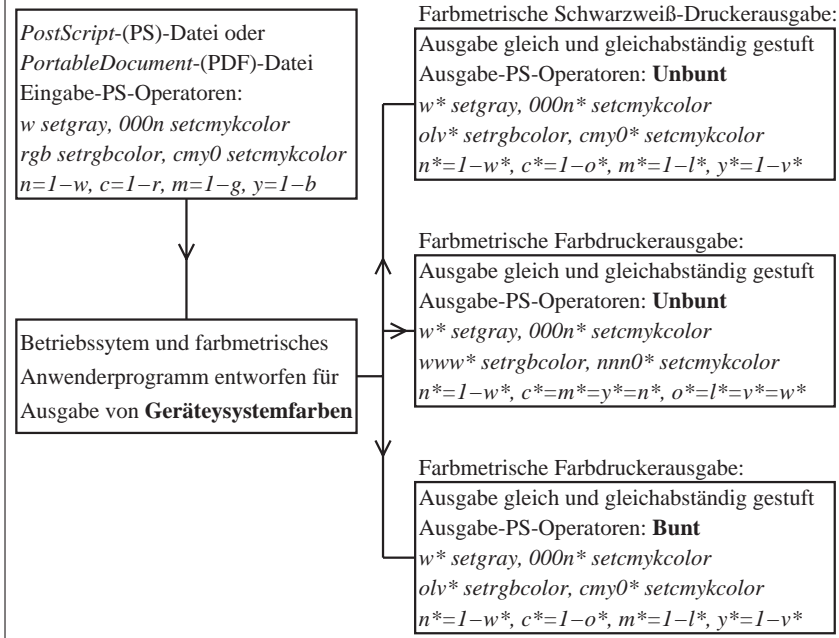 PostScript-(PS)-Datei oder
PortableDocument-(PDF)-Datei
Eingabe-PS-Operatoren:
w setgray, 000n setcmykcolor
rgb setrgbcolor, cmy0 setcmykcolor
n=1–w, c=1–r, m=1–g, y=1–b
Betriebssytem und farbmetrisches
Anwenderprogramm entworfen für
Ausgabe von Geräteysystemfarben
Farbmetrische Schwarzweiß-Druckerausgabe:
Ausgabe gleich und gleichabständig gestuft
Ausgabe-PS-Operatoren: Unbunt
w* setgray, 000n* setcmykcolor
olv* setrgbcolor, cmy0* setcmykcolor
n*=1–w*, c*=1–o*, m*=1–l*, y*=1–v*
Farbmetrische Farbdruckerausgabe:
Ausgabe gleich und gleichabständig gestuft
Ausgabe-PS-Operatoren: Unbunt
w* setgray, 000n* setcmykcolor
www* setrgbcolor, nnn0* setcmykcolor
n*=1–w*, c*=m*=y*=n*, o*=l*=v*=w*
Farbmetrische Farbdruckerausgabe:
Ausgabe gleich und gleichabständig gestuft
Ausgabe-PS-Operatoren: Bunt
w* setgray, 000n* setcmykcolor
olv* setrgbcolor, cmy0* setcmykcolor
n*=1–w*, c*=1–o*, m*=1–l*, y*=1–v*